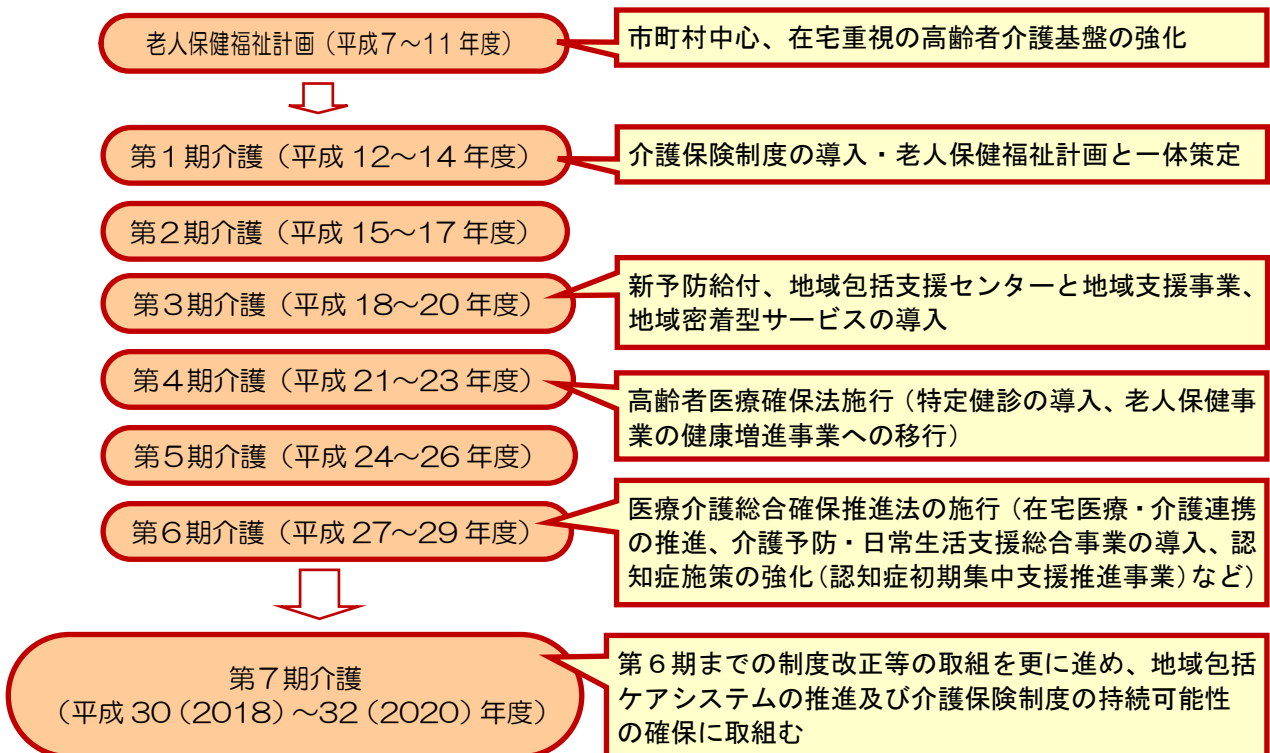 老人保健福祉計画（平成7～11年度）
市町村中心、在宅重視の高齢者介護基盤の強化
第1期介護（平成12～14年度）
介護保険制度の導入・老人保健福祉計画と一体策定
第2期介護（平成15～17年度）
第3期介護（平成18～20年度）
新予防給付、地域包括支援センターと地域支援事業、
地域密着型サービスの導入
第4期介護（平成21～23年度）
高齢者医療確保法施行（特定健診の導入、老人保健事
業の健康増進事業への移行）
第5期介護（平成24～26年度）
第6期介護（平成27～29年度）
医療介護総合確保推進法の施行（在宅医療・介護連携
の推進、介護予防・日常生活支援総合事業の導入、認
知症施策の強化（認知症初期集中支援推進事業）など）
第7期介護
（平成30（2018）～32（2020）年度）
第６期までの制度改正等の取組を更に進め、地域包括
ケアシステムの推進及び介護保険制度の持続可能性
の確保に取組む